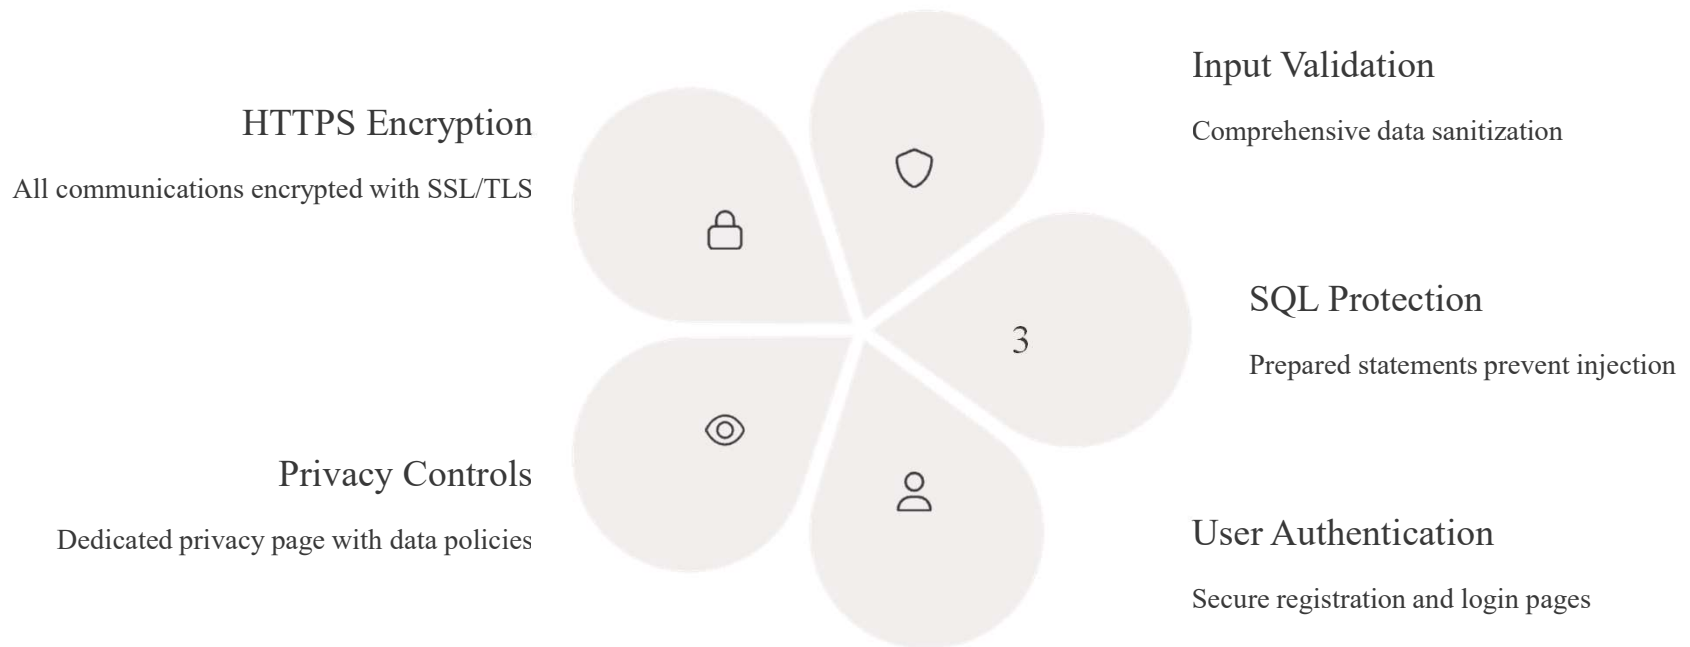 HTTPS Encryption
All communications encrypted with SSL/TLS
Input Validation
Comprehensive data sanitization
3
SQL Protection
Prepared statements prevent injection
Privacy Controls
Dedicated privacy page with data policies
User Authentication
Secure registration and login pages